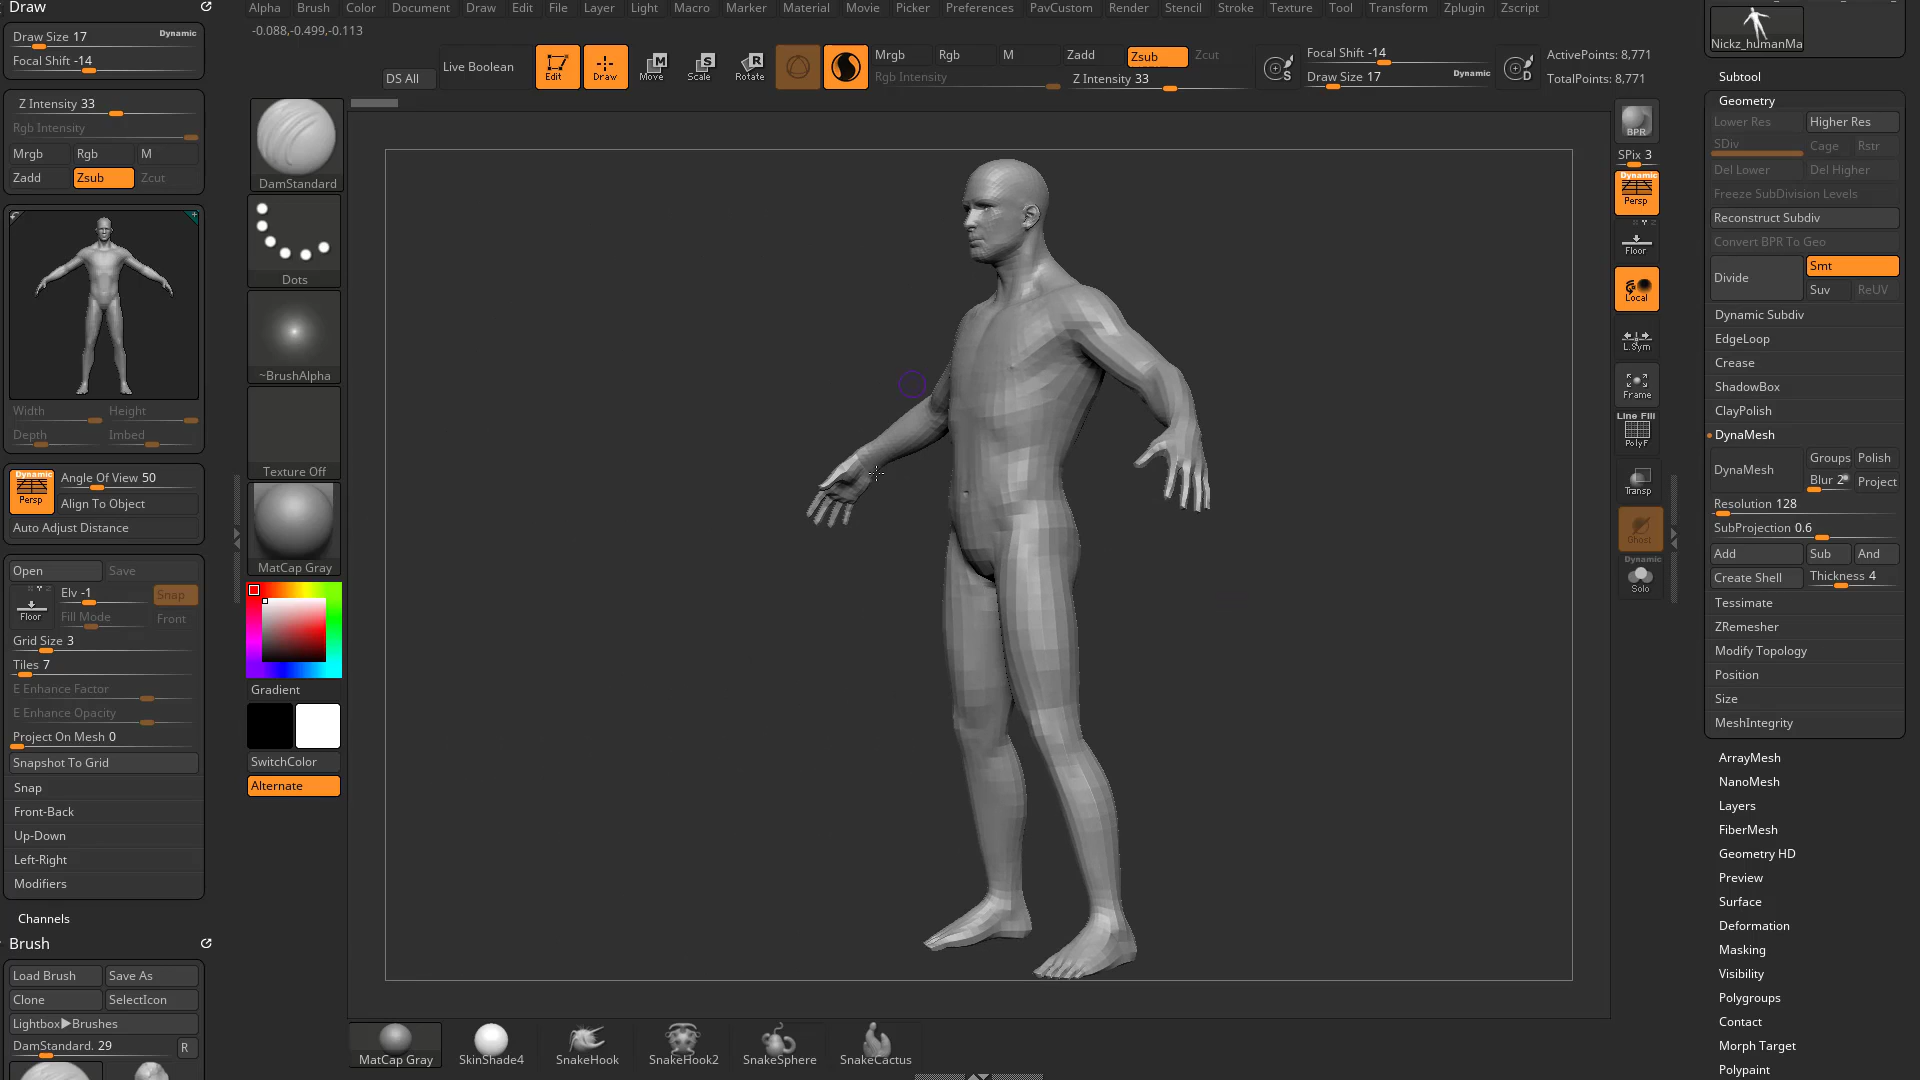 Draw
Draw Size 17
Dynamic
Focal Shift -14
Z Intensity 33
Rgb Intensity
Mrgb Rgb M
Zadd Zsub Zcut
Width Height
Depth Imbed
Dynamic
Persp
Angle Of View 50
Align To Object
Auto Adjust Distance
Open Save
Floor
Elv -1 Snap
Fill Mode Front
Grid Size 3
Tiles 7
E Enhance Factor
E Enhance Opacity
Project On Mesh 0
Snapshot To Grid
Snap
Front-Back
Up-Down
Left-Right
Modifiers
Channels
Brush
Load Brush Save As
Clone SelectIcon
Lightbox▶Brushes
DamStandard. 29 R
Alpha Brush Color Document Draw Edit File Layer Light Macro Marker Material Movie Picker Preferences PavCustom Render Stencil Stroke Texture Tool Transform Zplugin Zscript
-0.088,-0.499,-0.113
DS All
Live Boolean
Edit
Draw
Move
Scale
Rotate
Mrgb Rgb M
Rgb Intensity
Zadd Zsub Zcut
Z Intensity 33
Focal Shift -14
Draw Size 17
Dynamic
ActivePoints: 8,771
TotalPoints: 8,771
DamStandard
Dots
~BrushAlpha
Texture Off
MatCap Gray
Gradient
SwitchColor
Alternate
MatCap Gray
SkinShade4
SnakeHook
SnakeHook2
SnakeSphere
SnakeCactus
BPR
SPix 3
Dynamic
Persp
Floor
Local
L.Sym
Frame
Line Fill
PolyF
Transp
Ghost
Dynamic
Solo
Nickz_humanMa
Subtool
Geometry
Lower Res Higher Res
SDiv Cage Rstr
Del Lower Del Higher
Freeze SubDivision Levels
Reconstruct Subdiv
Convert BPR To Geo
Divide
Smt
Suv ReUV
Dynamic Subdiv
EdgeLoop
Crease
ShadowBox
ClayPolish
DynaMesh
DynaMesh
Groups Polish
Blur 2 Project
Resolution 128
SubProjection 0.6
Add Sub And
Create Shell Thickness 4
Tessimate
ZRemesher
Modify Topology
Position
Size
MeshIntegrity
ArrayMesh
NanoMesh
Layers
FiberMesh
Geometry HD
Preview
Surface
Deformation
Masking
Visibility
Polygroups
Contact
Morph Target
Polypaint